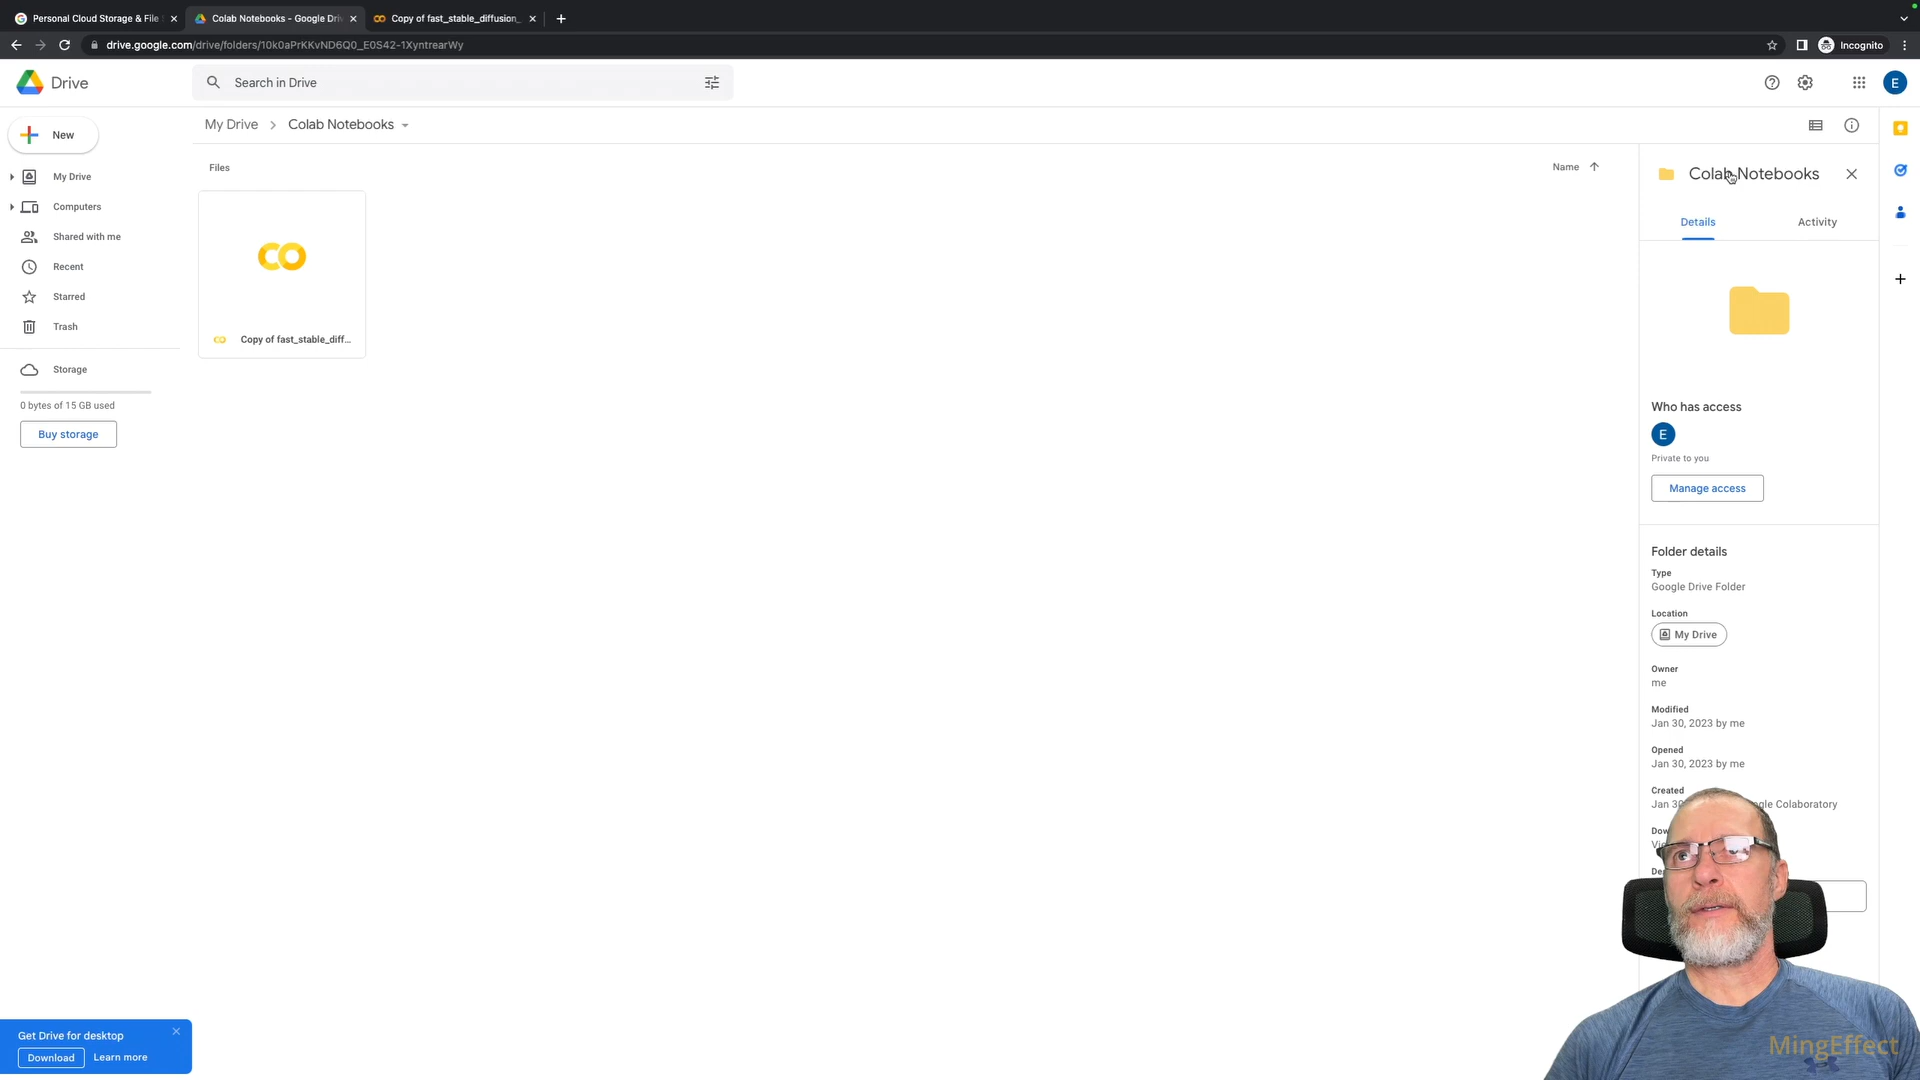 Personal Cloud Storage & File
Colab Notebooks - Google Driv
Copy of fast_stable_diffusion_
drive.google.com/drive/folders/10k0aPrKKvND6Q0_E0S42-1XyntrearWy
Incognito
Drive
Search in Drive
E
New
My Drive
Colab Notebooks
My Drive
Computers
Shared with me
Recent
Starred
Trash
Storage
0 bytes of 15 GB used
Buy storage
Files
Name
Copy of fast_stable_diff...
Colab Notebooks
Details
Activity
Who has access
E
Private to you
Manage access
Folder details
Type
Google Drive Folder
Location
My Drive
Owner
me
Modified
Jan 30, 2023 by me
Opened
Jan 30, 2023 by me
Created
Jan 30 Colaboratory
Get Drive for desktop
Download
Learn more
MingEffect